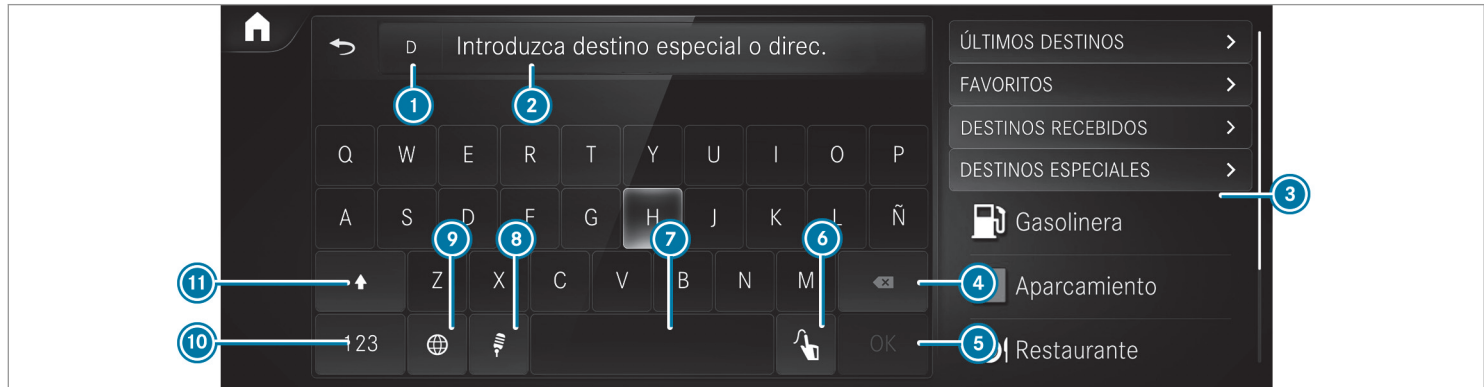 D Introduzca destino especial o direc.
1 2
Q W E R T Y U I O P
A S D F G H J K L Ñ
9 8 7 6
11 Z X C V B N M 4
10 123 OK 5
ÚLTIMOS DESTINOS
FAVORITOS
DESTINOS RECEBIDOS
DESTINOS ESPECIALES
3
Gasolinera
Aparcamiento
Restaurante